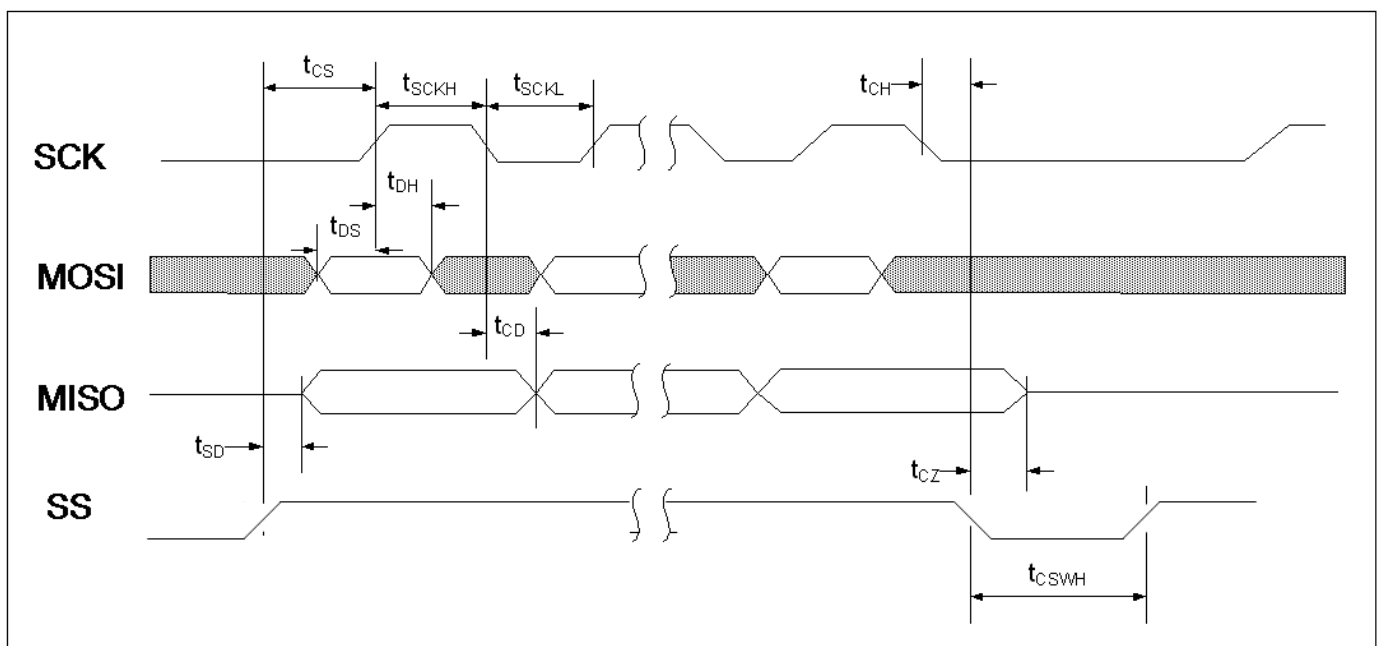 tCS
tSCKH
tSCKL
tCH
SCK
tDH
tDS
MOSI
tCD
MISO
tSD
tCZ
SS
tCSWH